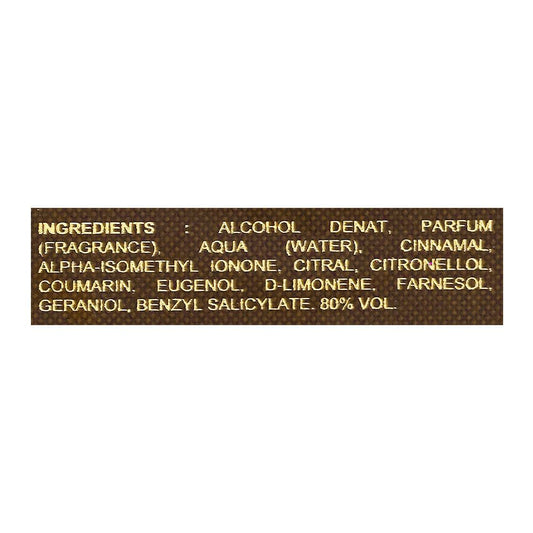 INGREDIENTS : ALCOHOL DENAT, PARFUM
(FRAGRANCE), AQUA (WATER), CINNAMAL,
ALPHA-ISOMETHYL IONONE, CITRAL, CITRONELLOL,
COUMARIN, EUGENOL, D-LIMONENE, FARNESOL,
GERANIOL, BENZYL SALICYLATE. 80% VOL.